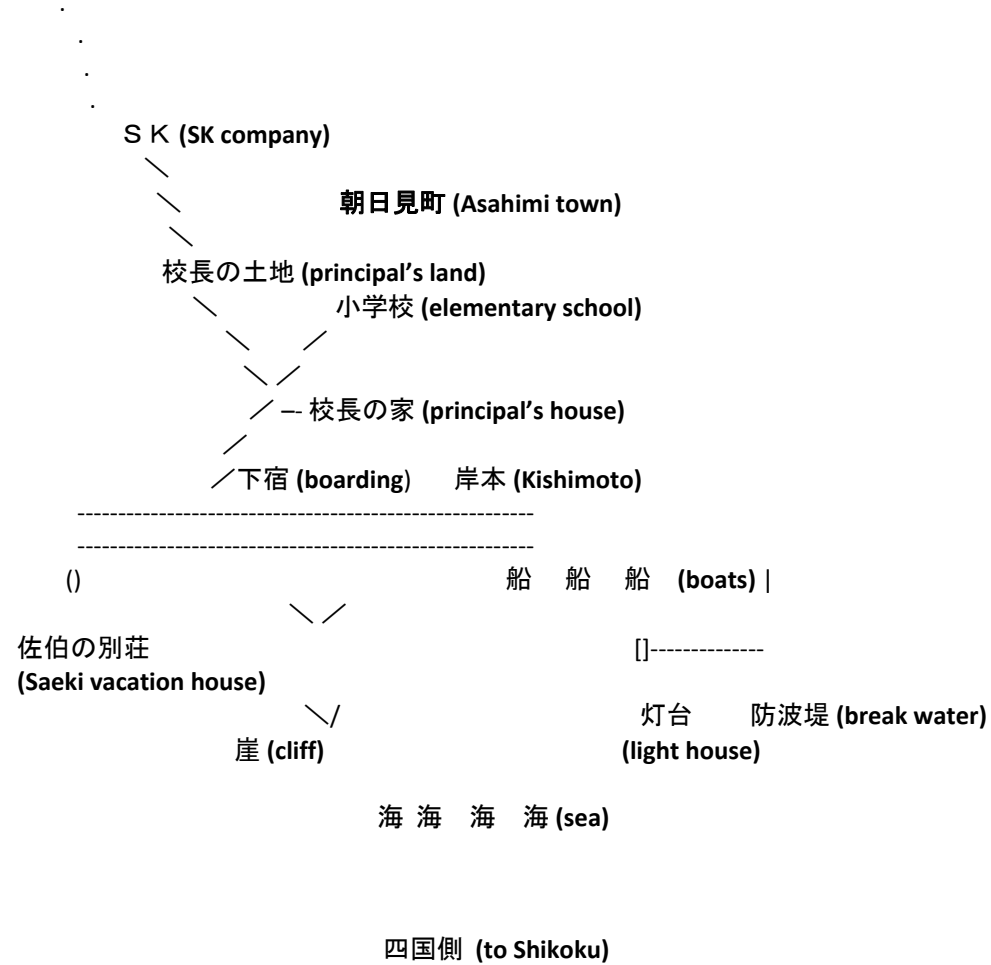 ＳＫ (SK company)
朝日見町 (Asahimi town)
校長の土地 (principal’s land)
小学校 (elementary school)
校長の家 (principal’s house)
下宿 (boarding) 岸本 (Kishimoto)
船 船 船 (boats)
佐伯の別荘
(Saeki vacation house)
灯台 防波堤 (break water)
崖 (cliff) (light house)
海 海 海 海 (sea)
四国側 (to Shikoku)